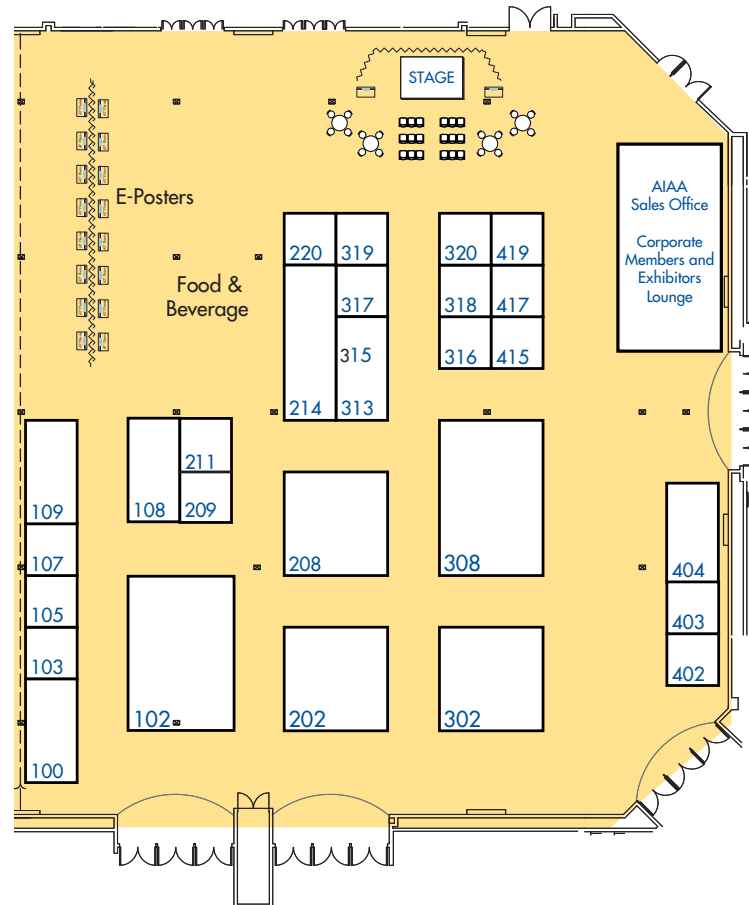 STAGE
E-Posters
AIAA
Sales Office
Corporate
Members and
Exhibitors
Lounge
Food &
Beverage
220
319
320
419
317
318
417
315
316
415
214
313
109
108
211
209
107
208
308
404
105
403
103
402
102
202
302
100